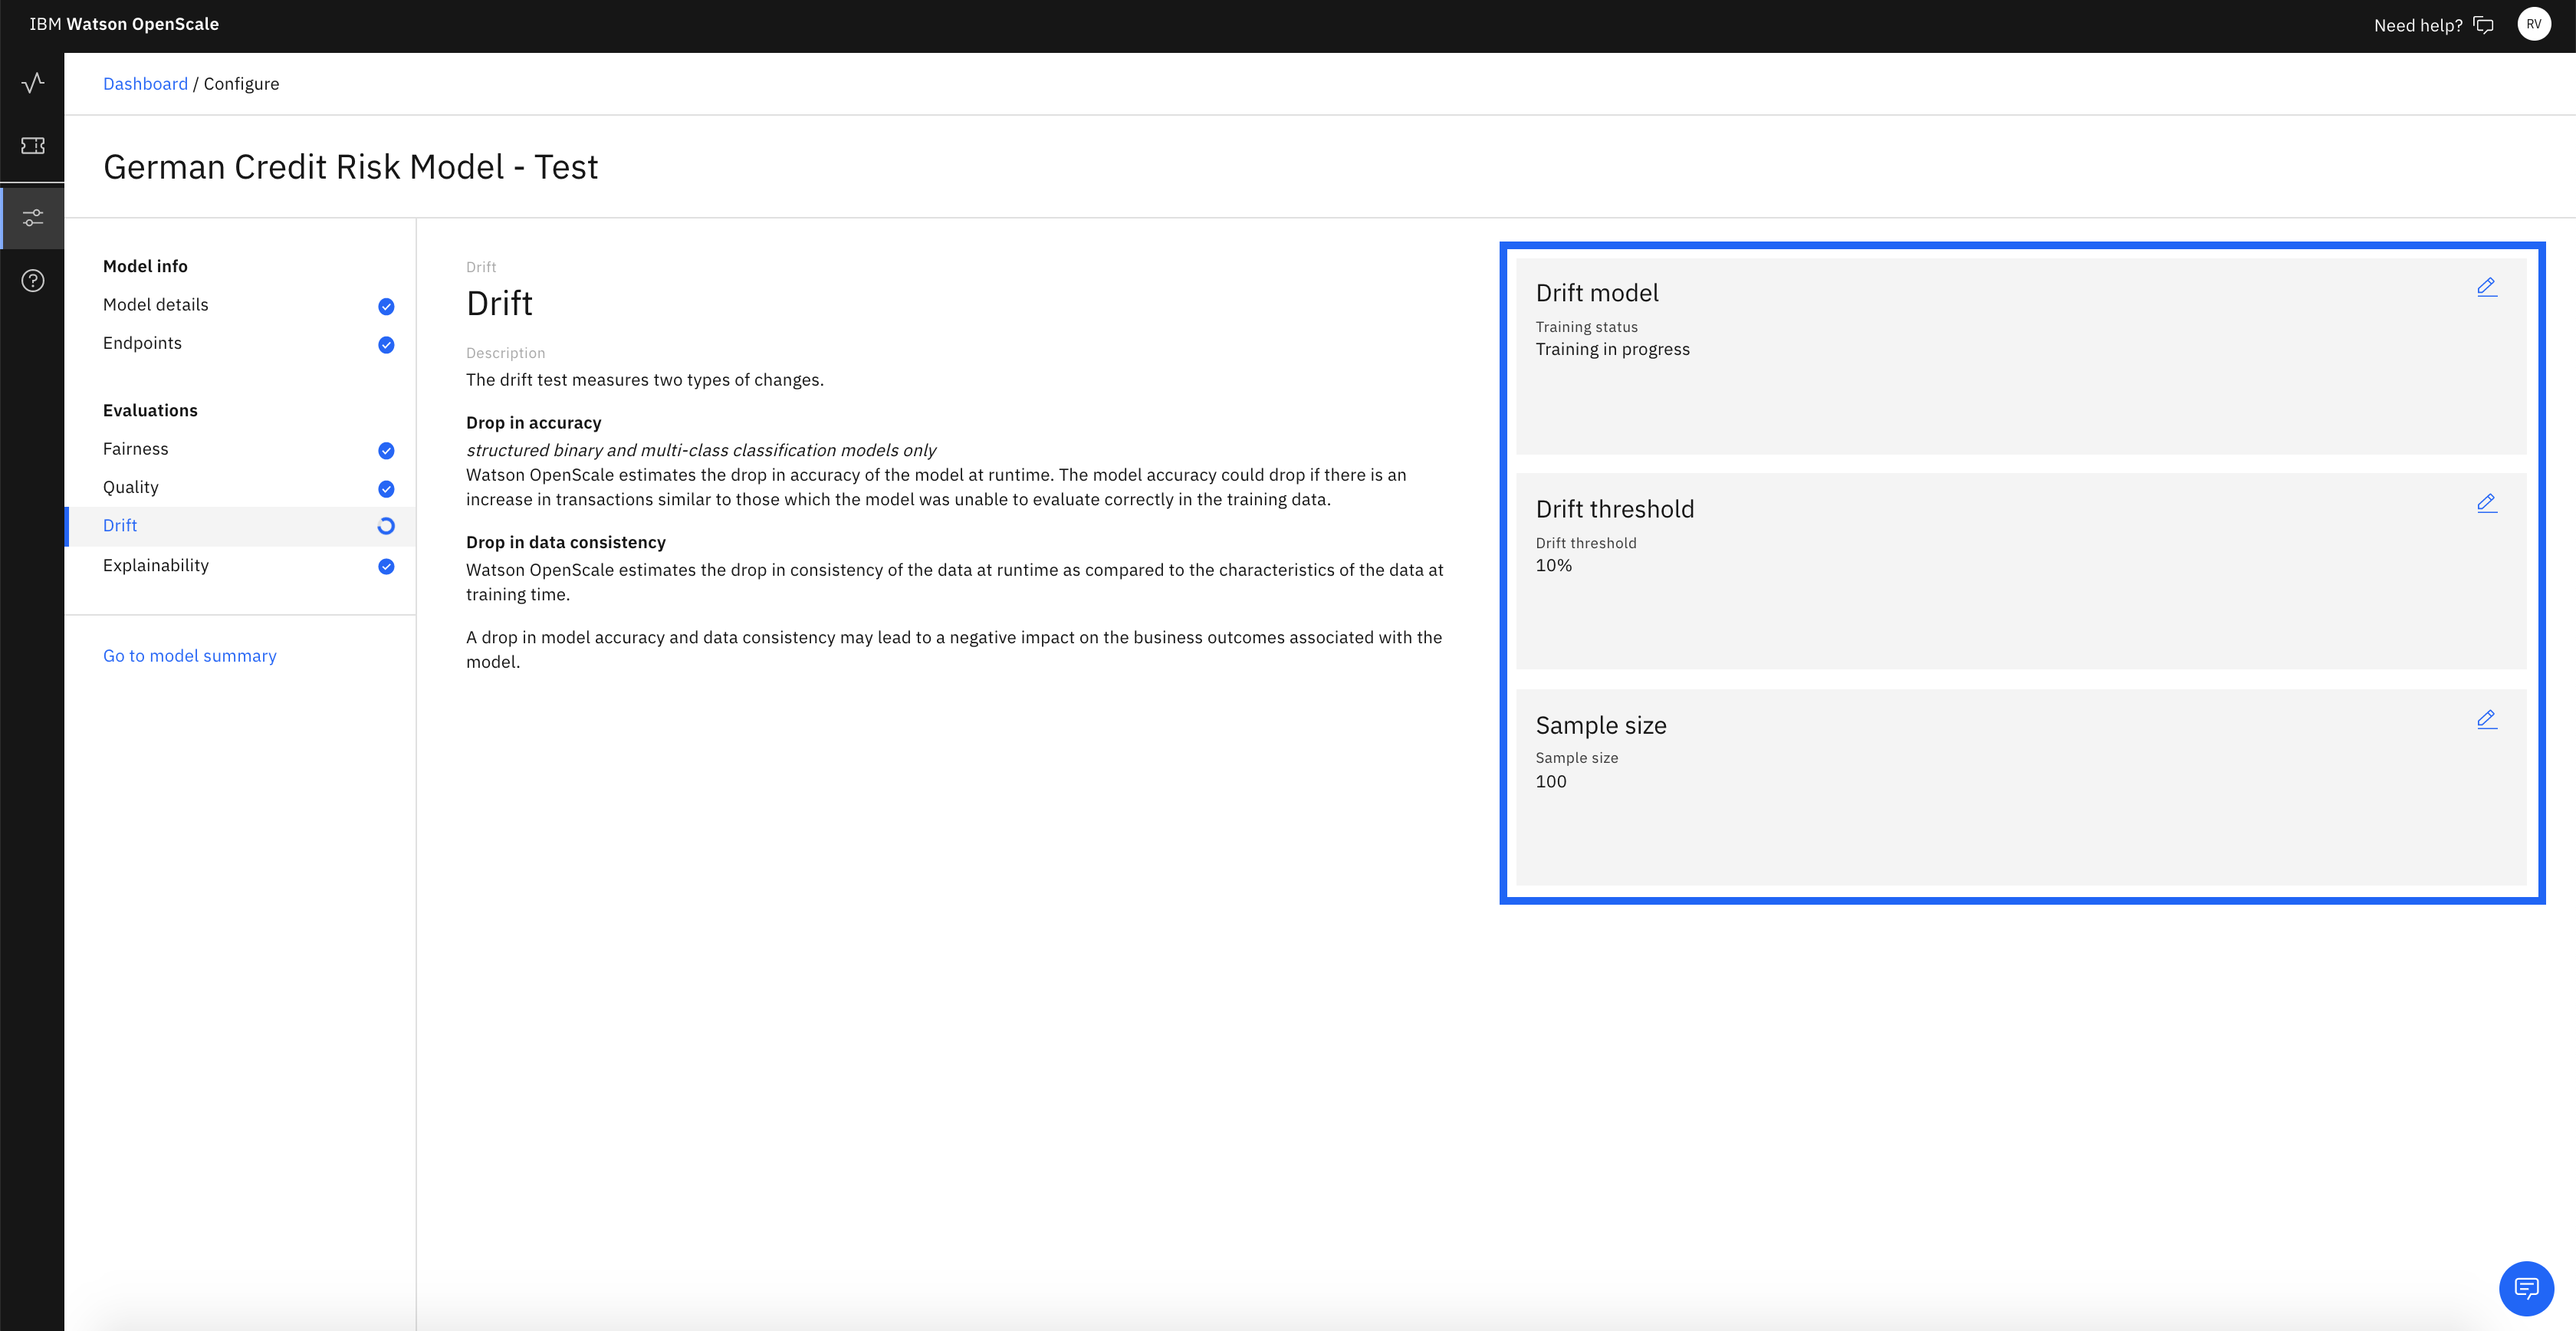 IBM Watson OpenScale
Need help?
RV
Dashboard / Configure
German Credit Risk Model - Test
Model info
Model details
Endpoints
Evaluations
Fairness
Quality
Drift
Explainability
Go to model summary
Drift
Drift
Description
The drift test measures two types of changes.
Drop in accuracy
structured binary and multi-class classification models only
Watson OpenScale estimates the drop in accuracy of the model at runtime. The model accuracy could drop if there is an
increase in transactions similar to those which the model was unable to evaluate correctly in the training data.
Drop in data consistency
Watson OpenScale estimates the drop in consistency of the data at runtime as compared to the characteristics of the data at
training time.
A drop in model accuracy and data consistency may lead to a negative impact on the business outcomes associated with the
model.
Drift model
Training status
Training in progress
Drift threshold
Drift threshold
10%
Sample size
Sample size
100